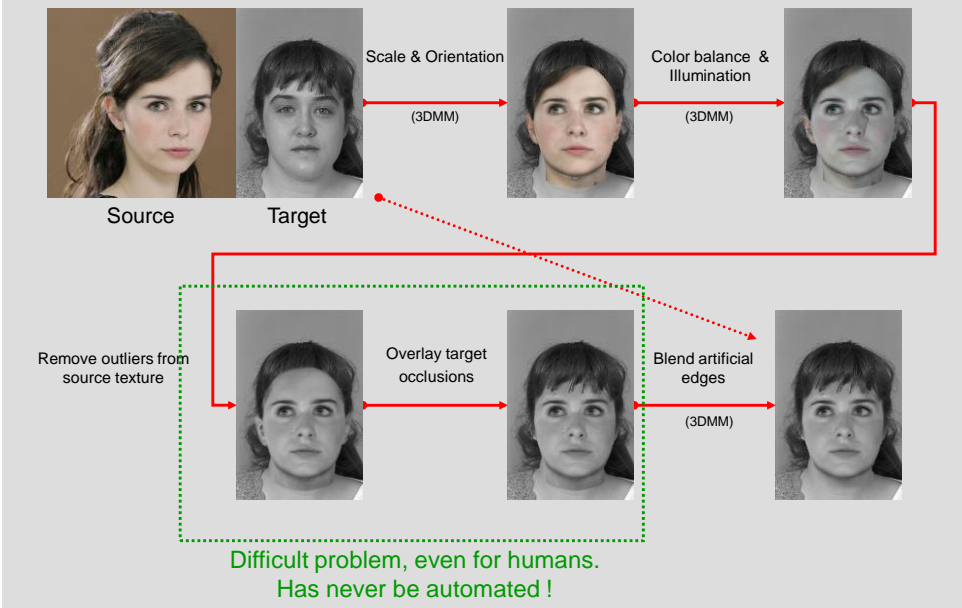 Scale & Orientation
(3DMM)
Color balance &
Illumination
(3DMM)
Source
Target
Remove outliers from
source texture
Overlay target
occlusions
Blend artificial
edges
(3DMM)
Difficult problem, even for humans.
Has never be automated !